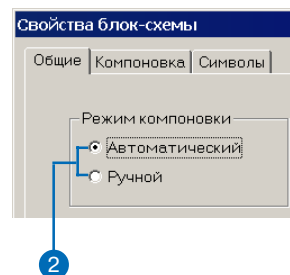 Свойства блок-схемы
Общие Компоновка Символы
Режим компоновки
Автоматический
Ручной
2